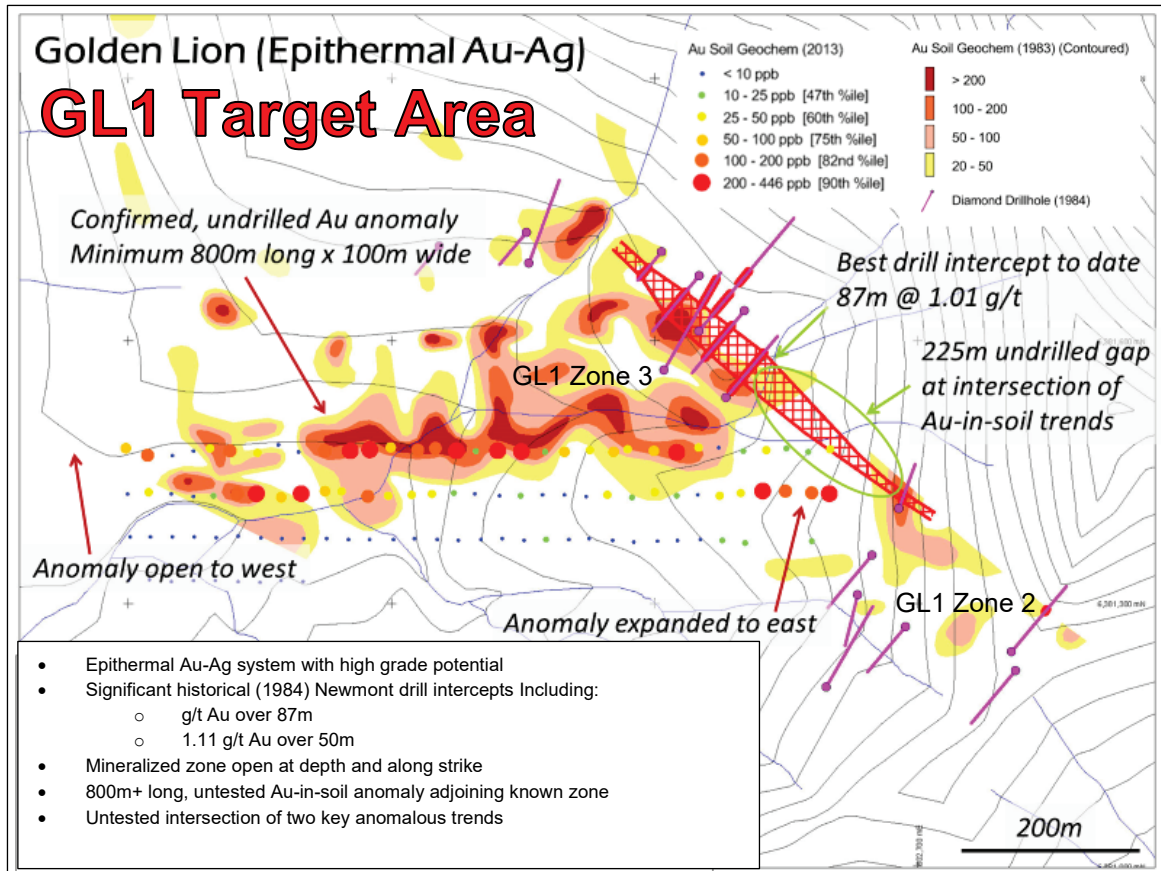 Golden Lion (Epithermal Au-Ag)
GL1 Target Area
Au Soil Geochem (2013)
< 10 ppb
10 - 25 ppb [47th %ile]
25 - 50 ppb [60th %ile]
50 - 100 ppb [75th %ile]
100 - 200 ppb [82nd %ile]
200 - 446 ppb [90th %ile]
Au Soil Geochem (1983) (Contoured)
> 200
100 - 200
50 - 100
20 - 50
Diamond Drillhole (1984)
Confirmed, undrilled Au anomaly
Minimum 800m long x 100m wide
Best drill intercept to date
87m @ 1.01 g/t
225m undrilled gap
at intersection of
Au-in-soil trends
GL1 Zone 3
Anomaly open to west
Anomaly expanded to east
GL1 Zone 2
6,301,300 mN
200m
• Epithermal Au-Ag system with high grade potential
• Significant historical (1984) Newmont drill intercepts Including:
o g/t Au over 87m
o 1.11 g/t Au over 50m
• Mineralized zone open at depth and along strike
• 800m+ long, untested Au-in-soil anomaly adjoining known zone
• Untested intersection of two key anomalous trends